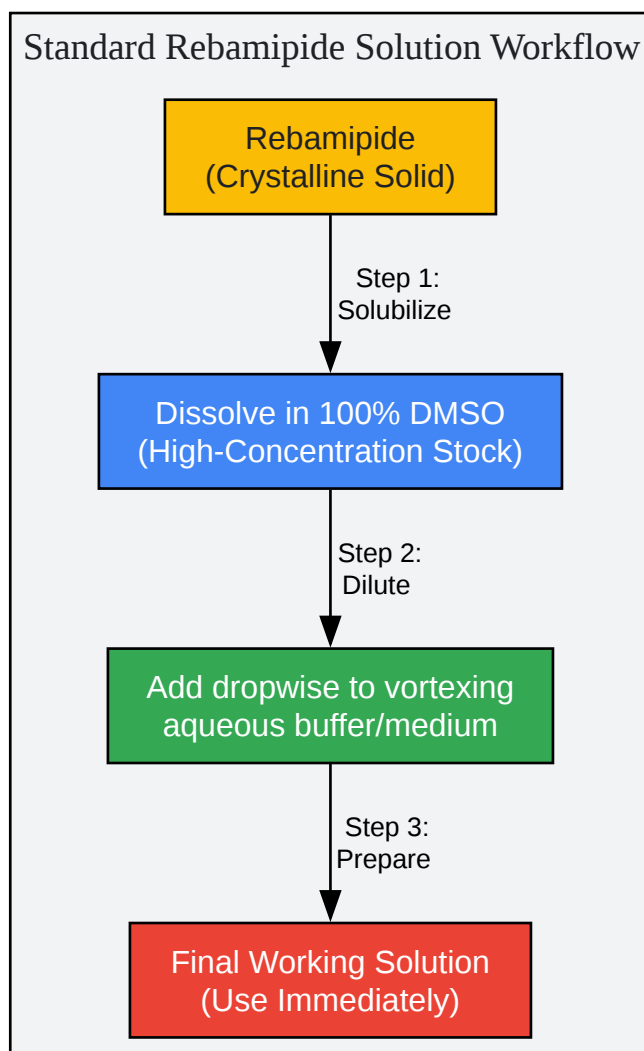 Standard Rebamipide Solution Workflow
Rebamipide
(Crystalline Solid)
Step 1:
Solubilize
Dissolve in 100% DMSO
(High-Concentration Stock)
Step 2:
Dilute
Add dropwise to vortexing
aqueous buffer/medium
Step 3:
Prepare
Final Working Solution
(Use Immediately)